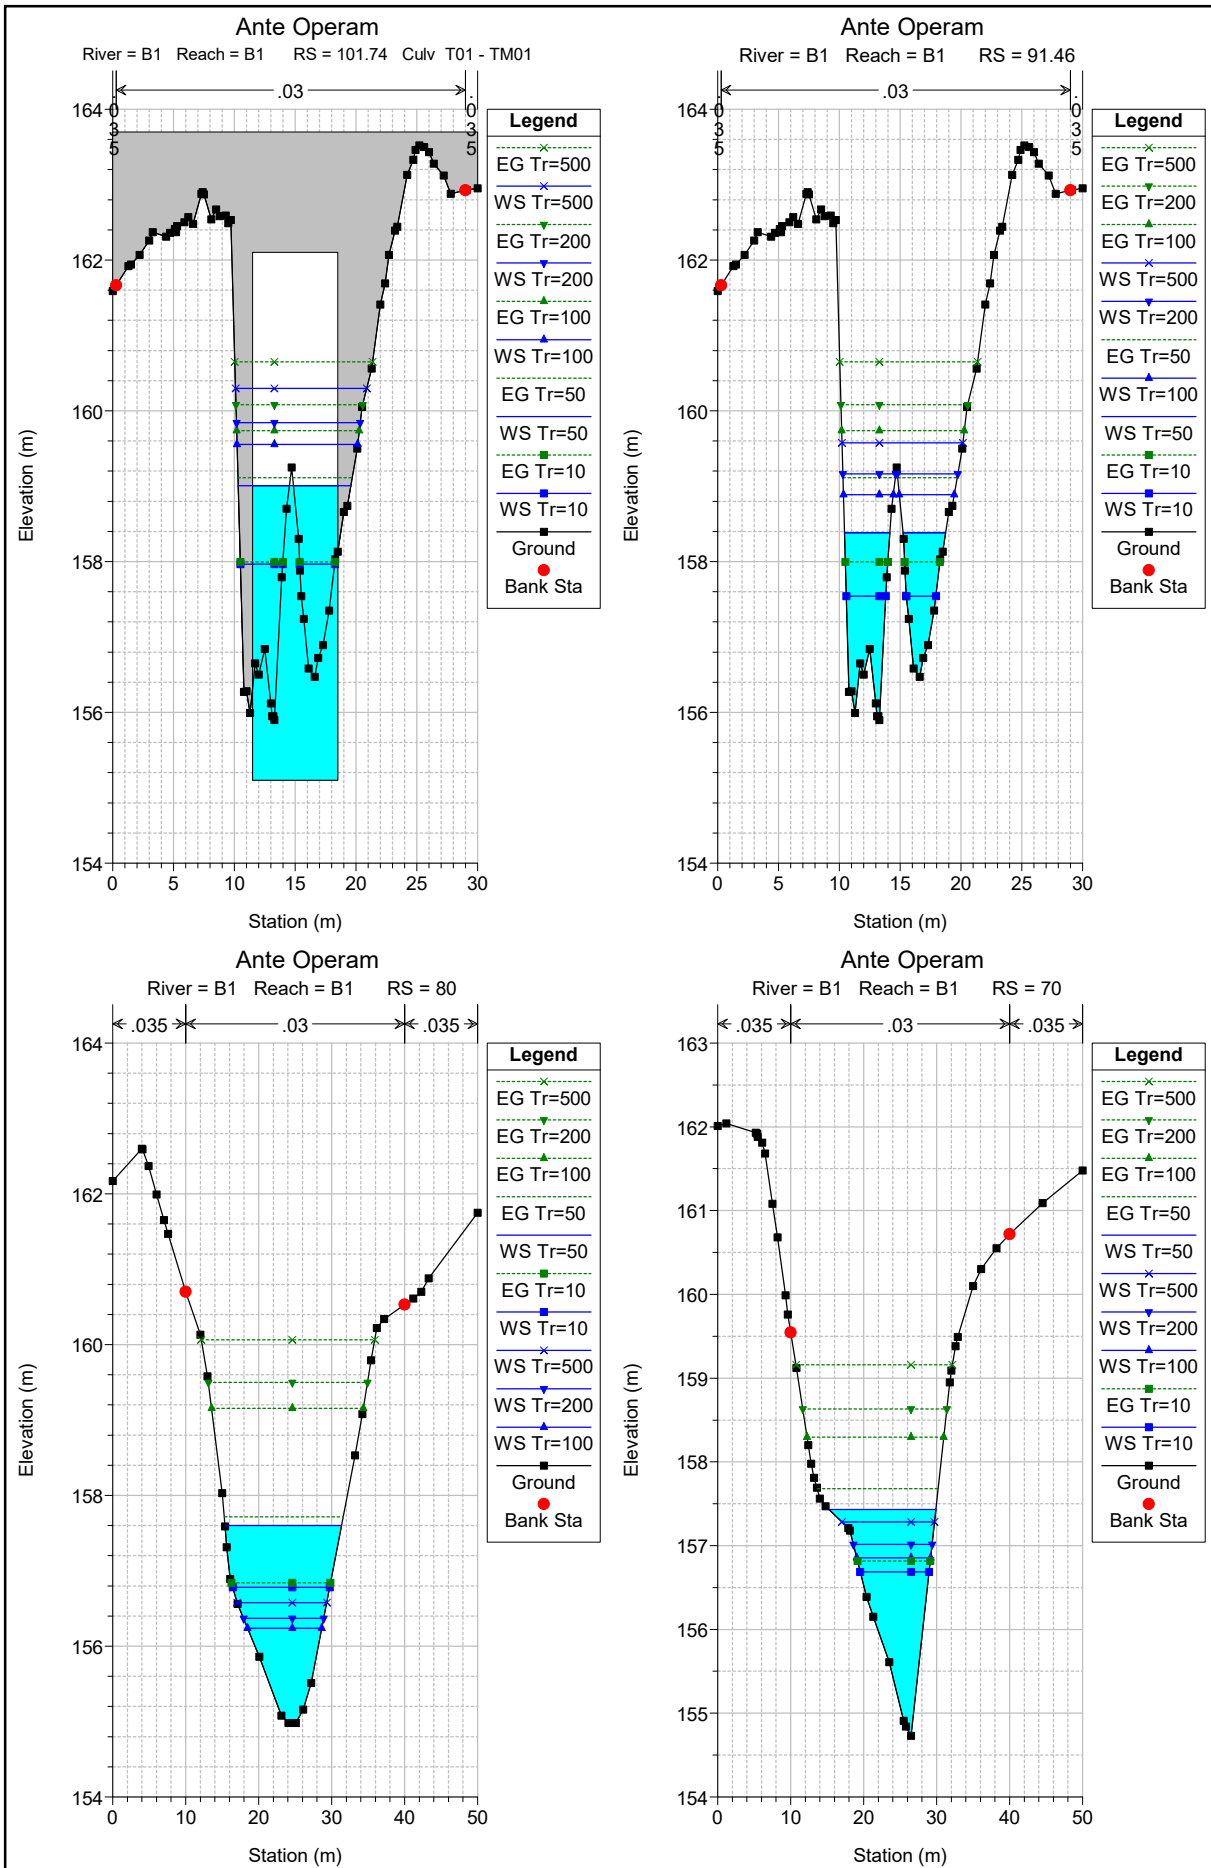 Ante Operam
River = B1 Reach = B1 RS = 101.74 Culv T01 - TM01
.035
.03
.035
164
162
160
158
156
154
Elevation (m)
0 5 10 15 20 25 30
Station (m)
Legend
EG Tr=500
WS Tr=500
EG Tr=200
WS Tr=200
EG Tr=100
WS Tr=100
EG Tr=50
WS Tr=50
EG Tr=10
WS Tr=10
Ground
Bank Sta
Ante Operam
River = B1 Reach = B1 RS = 91.46
.035
.03
.035
164
162
160
158
156
154
Elevation (m)
0 5 10 15 20 25 30
Station (m)
Legend
EG Tr=500
EG Tr=200
EG Tr=100
WS Tr=500
WS Tr=200
EG Tr=50
WS Tr=100
WS Tr=50
EG Tr=10
WS Tr=10
Ground
Bank Sta
Ante Operam
River = B1 Reach = B1 RS = 80
.035 .03 .035
164
162
160
158
156
154
Elevation (m)
0 10 20 30 40 50
Station (m)
Legend
EG Tr=500
EG Tr=200
EG Tr=100
EG Tr=50
WS Tr=50
EG Tr=10
WS Tr=10
WS Tr=500
WS Tr=200
WS Tr=100
Ground
Bank Sta
Ante Operam
River = B1 Reach = B1 RS = 70
.035 .03 .035
163
162
161
160
159
158
157
156
155
154
Elevation (m)
0 10 20 30 40 50
Station (m)
Legend
EG Tr=500
EG Tr=200
EG Tr=100
EG Tr=50
WS Tr=50
WS Tr=500
WS Tr=200
WS Tr=100
EG Tr=10
WS Tr=10
Ground
Bank Sta